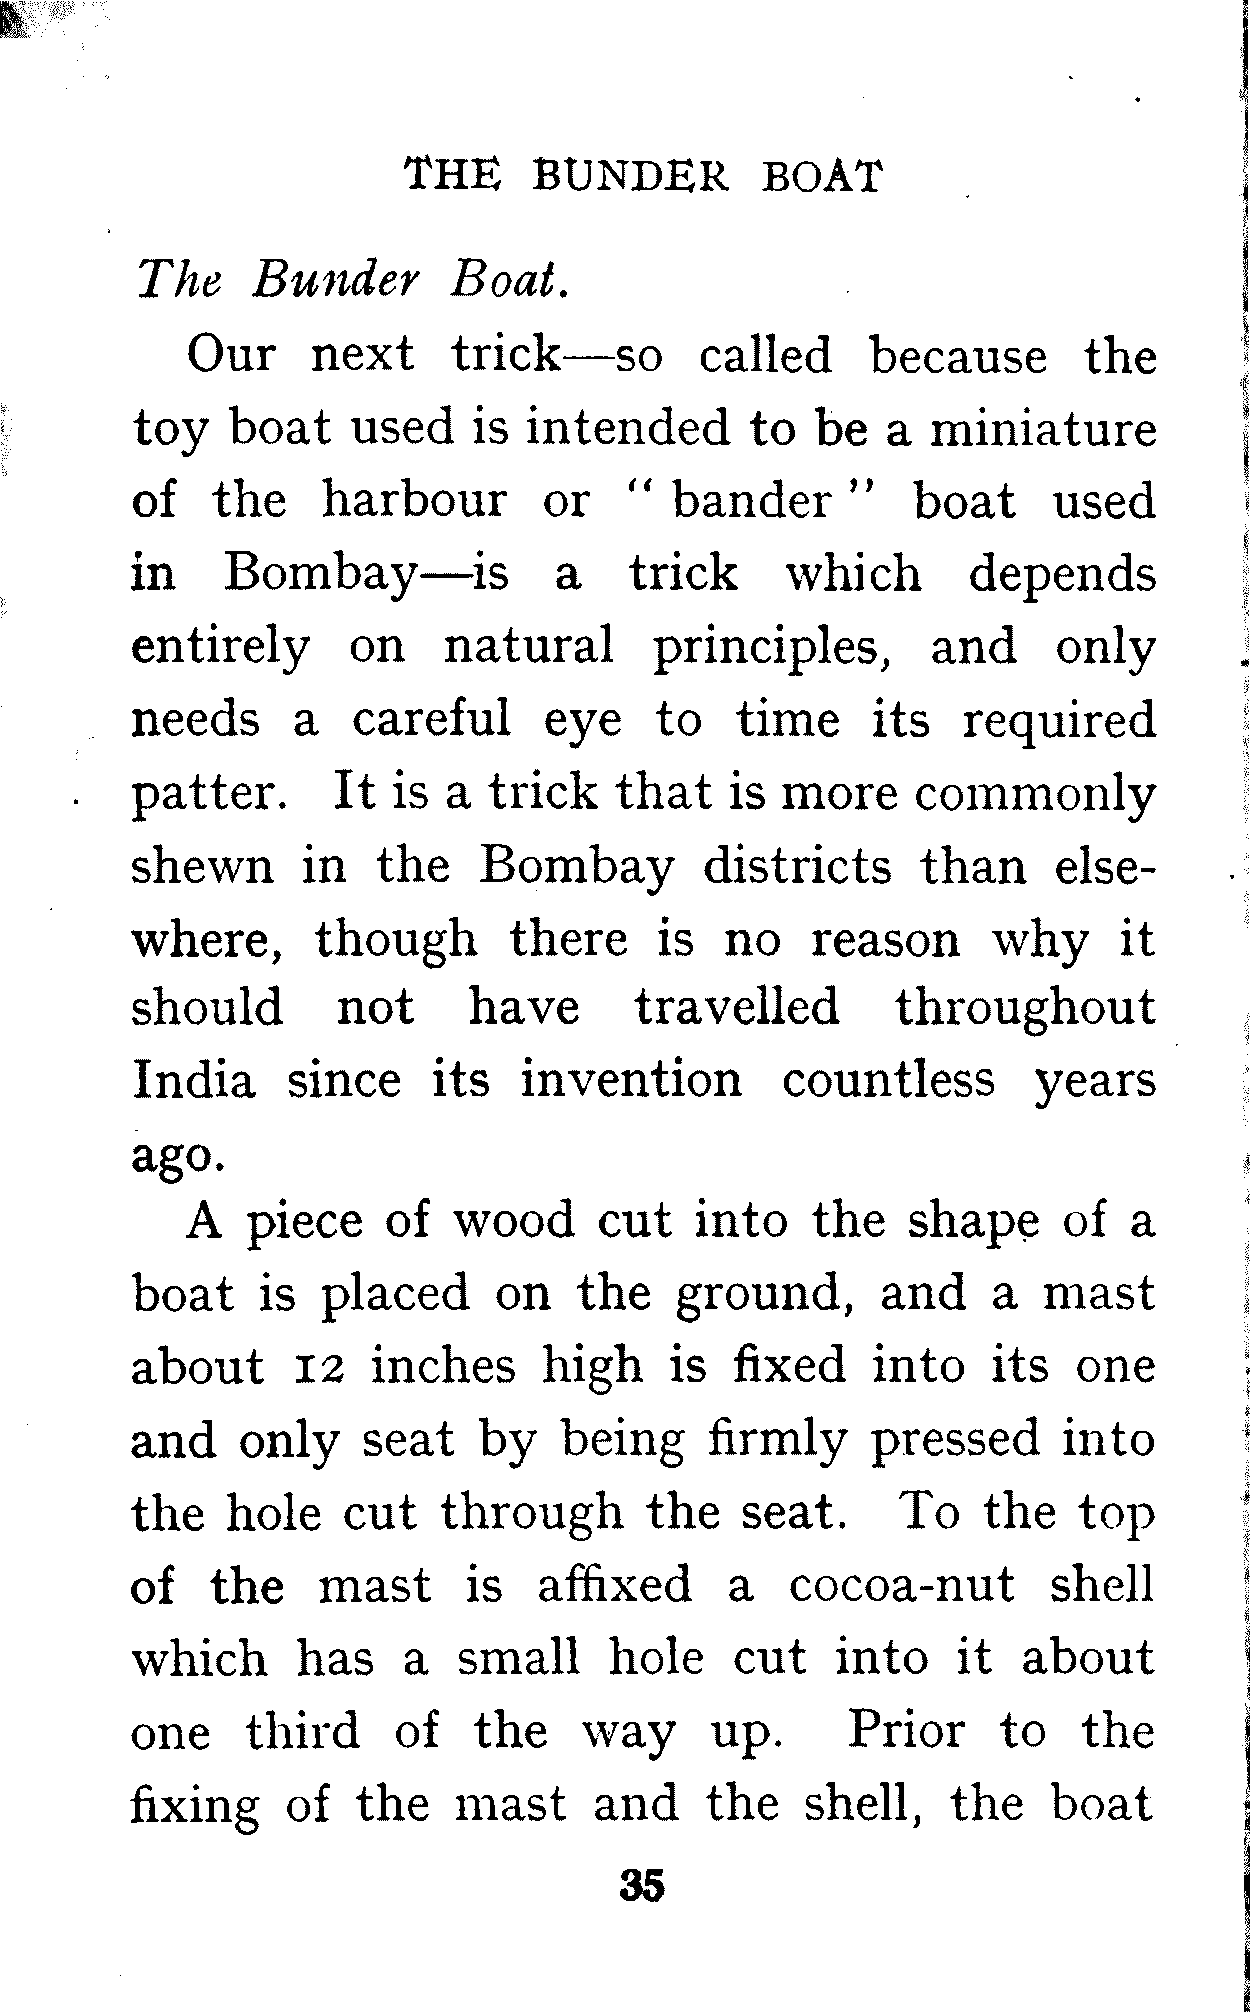 THE BUNDER BOAT
The Bunder Boat.
Our next trick—so called because the
toy boat used is intended to be a miniature
of the harbour or " bander " boat used
in Bombay—is a trick which depends
entirely on natural principles, and only
needs a careful eye to time its required
patter. It is a trick that is more commonly
shewn in the Bombay districts than else-
where, though there is no reason why it
should not have travelled throughout
India since its invention countless years
ago.
A piece of wood cut into the shape of a
boat is placed on the ground, and a mast
about 12 inches high is fixed into its one
and only seat by being firmly pressed into
the hole cut through the seat. To the top
of the mast is affixed a cocoa-nut shell
which has a small hole cut into it about
one third of the way up. Prior to the
fixing of the mast and the shell, the boat
35